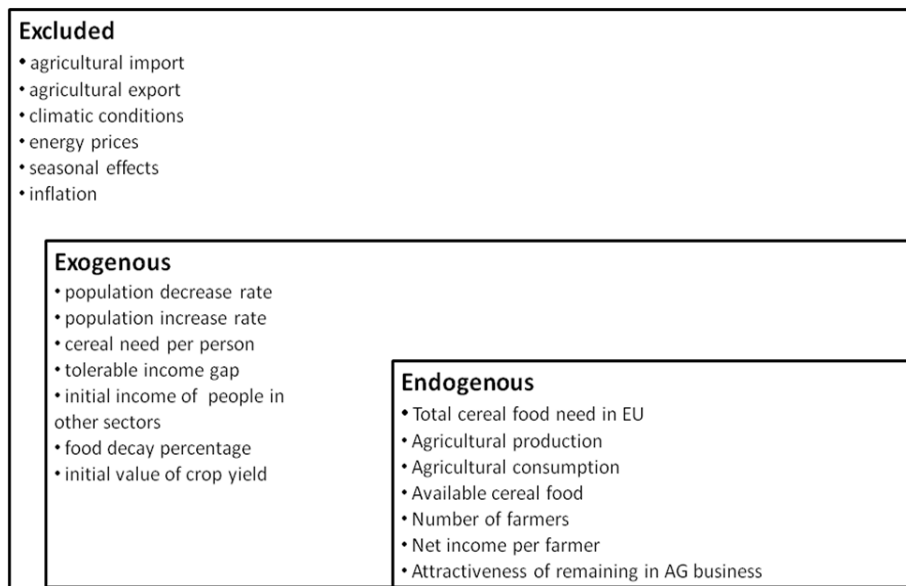 Excluded
• agricultural import
• agricultural export
• climatic conditions
• energy prices
• seasonal effects
• inflation
Exogenous
• population decrease rate
• population increase rate
• cereal need per person
• tolerable income gap
• initial income of people in
other sectors
• food decay percentage
• initial value of crop yield
Endogenous
• Total cereal food need in EU
• Agricultural production
• Agricultural consumption
• Available cereal food
• Number of farmers
• Net income per farmer
• Attractiveness of remaining in AG business